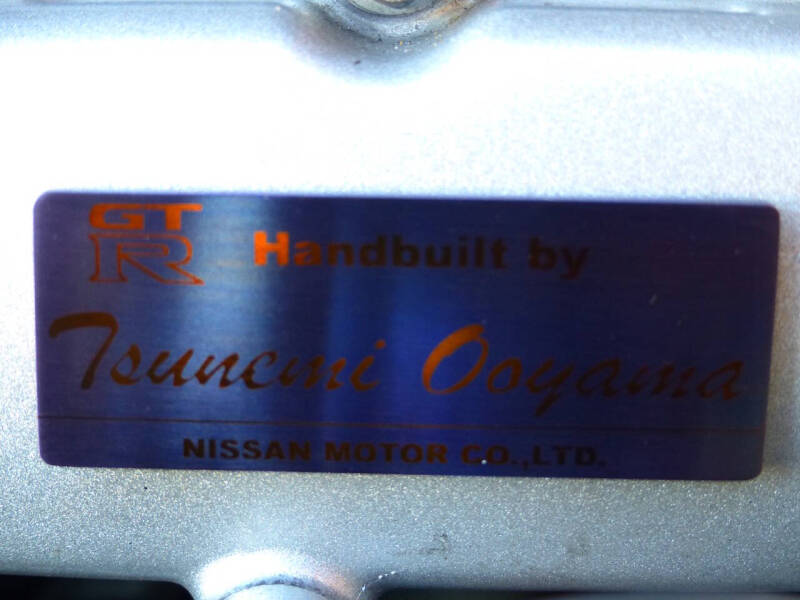 GT
R
Handbuilt by
Tsunemi Ooyama
NISSAN MOTOR CO.,LTD.